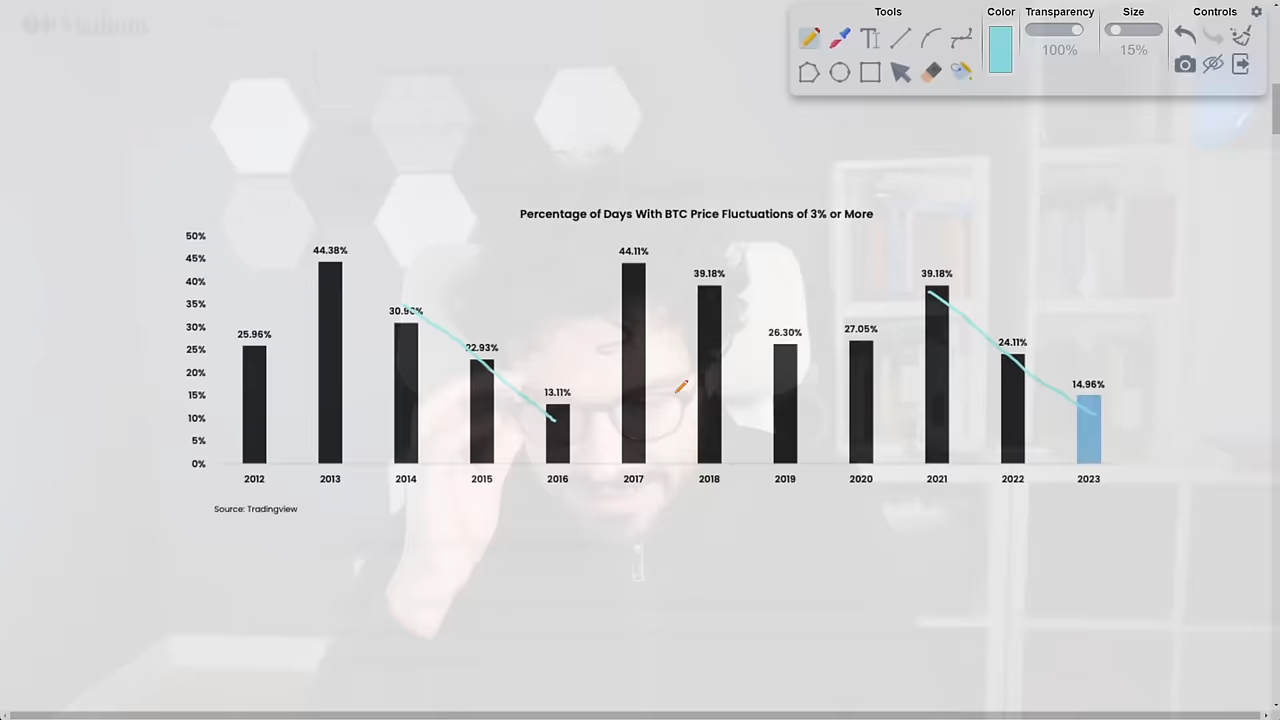 Medium
Tools
Color
Transparency
Size
Controls
100%
15%
Percentage of Days With BTC Price Fluctuations of 3% or More
50%
45%
40%
35%
30%
25%
20%
15%
10%
5%
0%
25.96%
44.38%
22.93%
13.11%
44.11%
39.18%
26.30%
27.05%
39.18%
24.11%
14.96%
2012 2013 2014 2015 2016 2017 2018 2019 2020 2021 2022 2023
Source: Tradingview